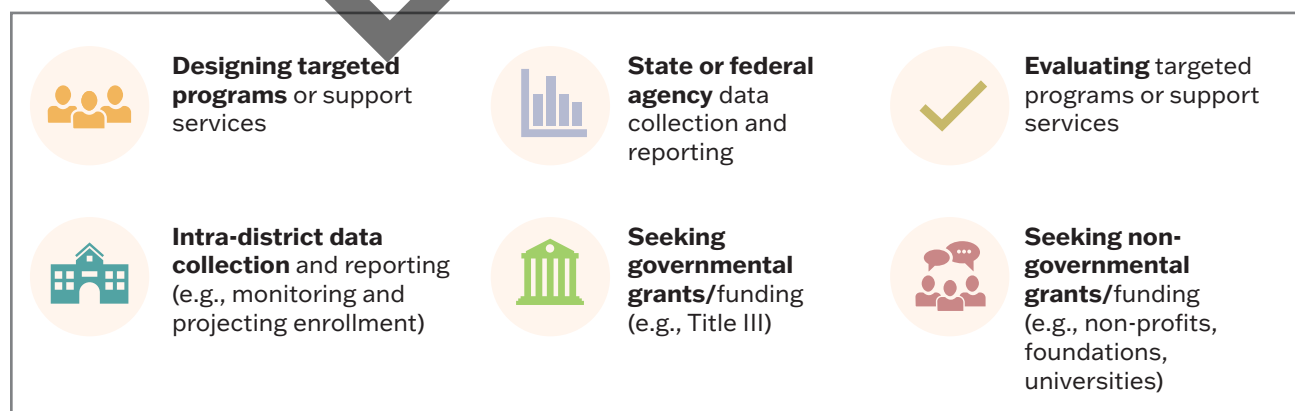 Designing targeted
programs or support
services
State or federal
agency data
collection and
reporting
Evaluating targeted
programs or support
services
Intra-district data
collection and reporting
(e.g., monitoring and
projecting enrollment)
Seeking
governmental
grants/funding
(e.g., Title III)
Seeking non-
governmental
grants/funding
(e.g., non-profits,
foundations,
universities)